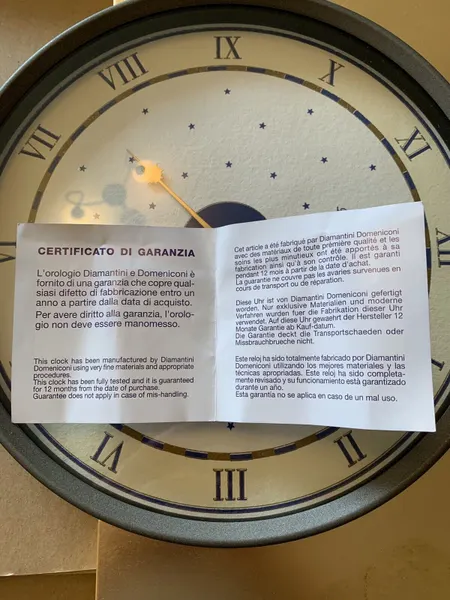 IX
VIII
X
VII
XI
XII
CERTIFICATO DI GARANZIA
L'orologio Diamantini e Domeniconi è
fornito di una garanzia che copre qual-
siasi difetto di fabbricazione entro un
anno a partire dalla data di acquisto.
Per avere diritto alla garanzia, l'orolo-
gio non deve essere manomesso.
This clock has been manufactured by Diamantini
Domeniconi using very fine materials and appropriate
procedures.
This clock has been fully tested and it is guaranteed
for 12 months from the date of purchase.
Guarantee does not apply in case of mis-handling.
Cet article a été fabriqué par Diamantini Domeniconi
avec des matériaux de toute première qualité et les
soins les plus minutieux ont été apportés à sa
fabrication ainsi qu'à son contrôle. Il est garanti
pendant 12 mois à partir de la date d'achat.
La guarantie ne couvre pas les avaries survenues en
cours de transport ou de réparation.
Diese Uhr ist von Diamantini Domeniconi gefertigt
worden. Nur exklusive Materialien und moderne
Verfahren wurden fuer die Fabrikation dieser Uhr
verwendet. Auf diese Uhr gewaehrt der Hersteller 12
Monate Garantie ab Kauf-datum.
Die Garantie deckt die Transportschaeden oder
Misbrauchbrueche nicht.
Este reloj ha sido totalmente fabricado por Diamantini
Domeniconi utilizando los mejores materiales y las
técnicas apropriadas. Este reloj ha sido completa-
mente revisado y su funcionamiento está garantizado
durante un año.
Esta garantia no se aplica en caso de un mal uso.
VI
II
III